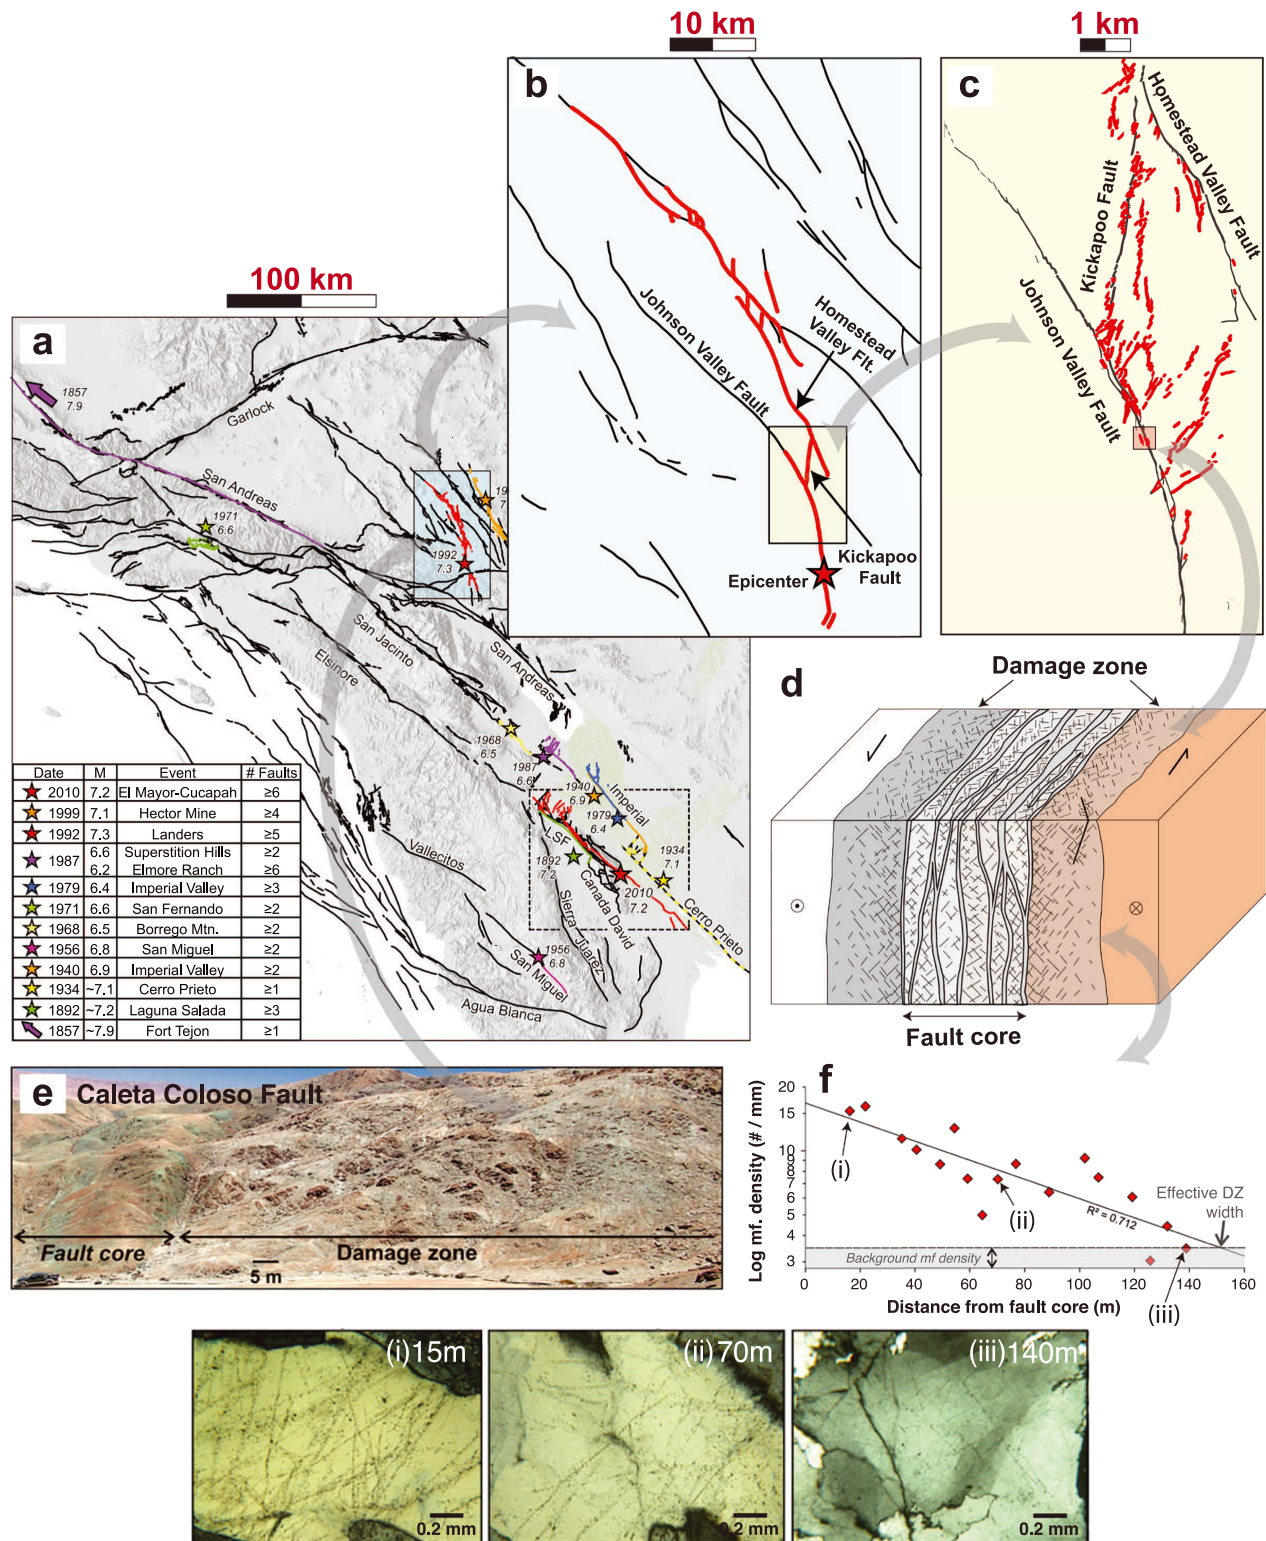 10 km
1 km
b
c
Homestead Valley Fault
Kickapoo Fault
Johnson Valley Fault
Johnson Valley Fault
Homestead
Valley Flt.
Kickapoo
Fault
Epicenter
100 km
a
1857
7.9
Garlock
San Andreas
1971
6.6
19
7.
1992
7.3
San Jacinto
Elsinore
San Andreas
1968
6.5
1987
6.6
1940
6.9
Imperial
1979
6.4
LSF
1892
7.2
1934
7.1
Vallecitos
2010
7.2
Canada David
Sierra Juarez
Cerro Prieto
1956
6.8
San Miguel
Agua Blanca
Date M Event # Faults
2010 7.2 El Mayor-Cucapah ≥6
1999 7.1 Hector Mine ≥4
1992 7.3 Landers ≥5
1987 6.6 Superstition Hills ≥2
6.2 Elmore Ranch ≥6
1979 6.4 Imperial Valley ≥3
1971 6.6 San Fernando ≥2
1968 6.5 Borrego Mtn. ≥2
1956 6.8 San Miguel ≥2
1940 6.9 Imperial Valley ≥2
1934 ~7.1 Cerro Prieto ≥1
1892 ~7.2 Laguna Salada ≥3
1857 ~7.9 Fort Tejon ≥1
d
Damage zone
Fault core
e Caleta Coloso Fault
Fault core
Damage zone
5 m
f
Log mf. density (# / mm)
20
15
10
9
8
7
6
5
4
3
(i)
(ii)
R² = 0.712
Effective DZ
width
Background mf density
0 20 40 60 80 100 120 140 160
Distance from fault core (m)
(iii)
(i)15m
0.2 mm
(ii)70m
0.2 mm
(iii)140m
0.2 mm